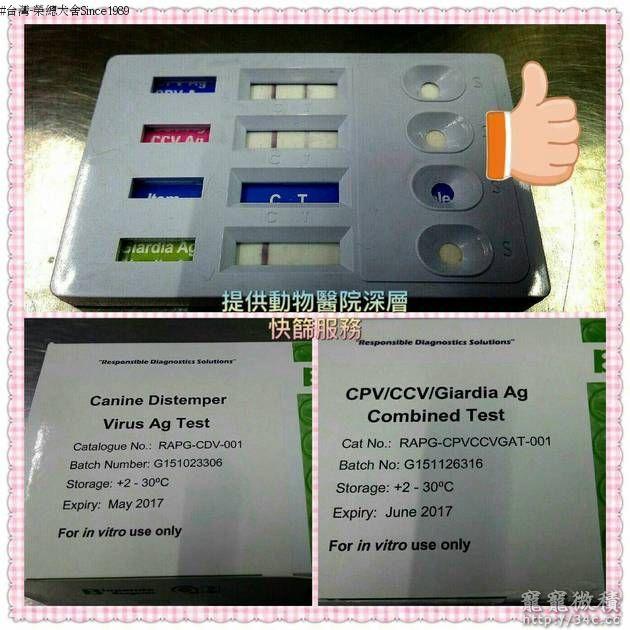 #台灣-榮總犬舍Since1989
S
C T
CCV Ag
C T
Item
C T
S
Giardia Ag
S
提供動物醫院深層
快篩服務
"Responsible Diagnostics Solutions"
Canine Distemper
Virus Ag Test
Catalogue No.: RAPG-CDV-001
Batch Number: G151023306
Storage: +2 - 30ºC
Expiry: May 2017
For in vitro use only
"Responsible Diagnostics Solutions"
CPV/CCV/Giardia Ag
Combined Test
Cat No.: RAPG-CPVCCVGAT-001
Batch No: G151126316
Storage: +2 - 30ºC
Expiry: June 2017
For in vitro use only
寵寵微積
http://34c.cc